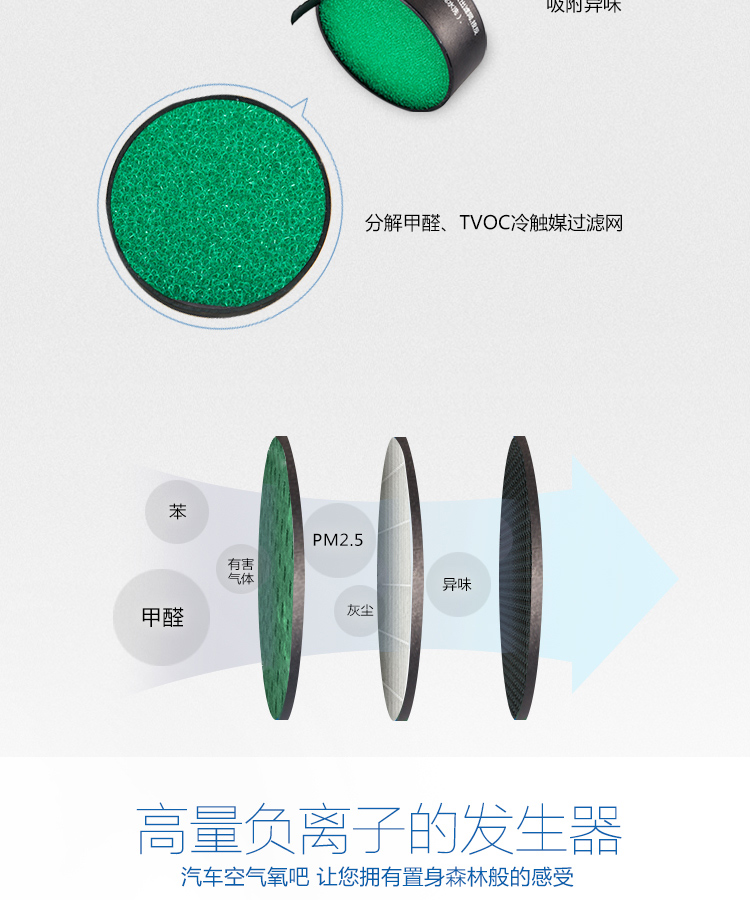 吸附异味
分解甲醛、TVOC冷触媒过滤网
苯
有害
气体
甲醛
PM2.5
灰尘
异味
高量负离子的发生器
汽车空气氧吧 让您拥有置身森林般的感受